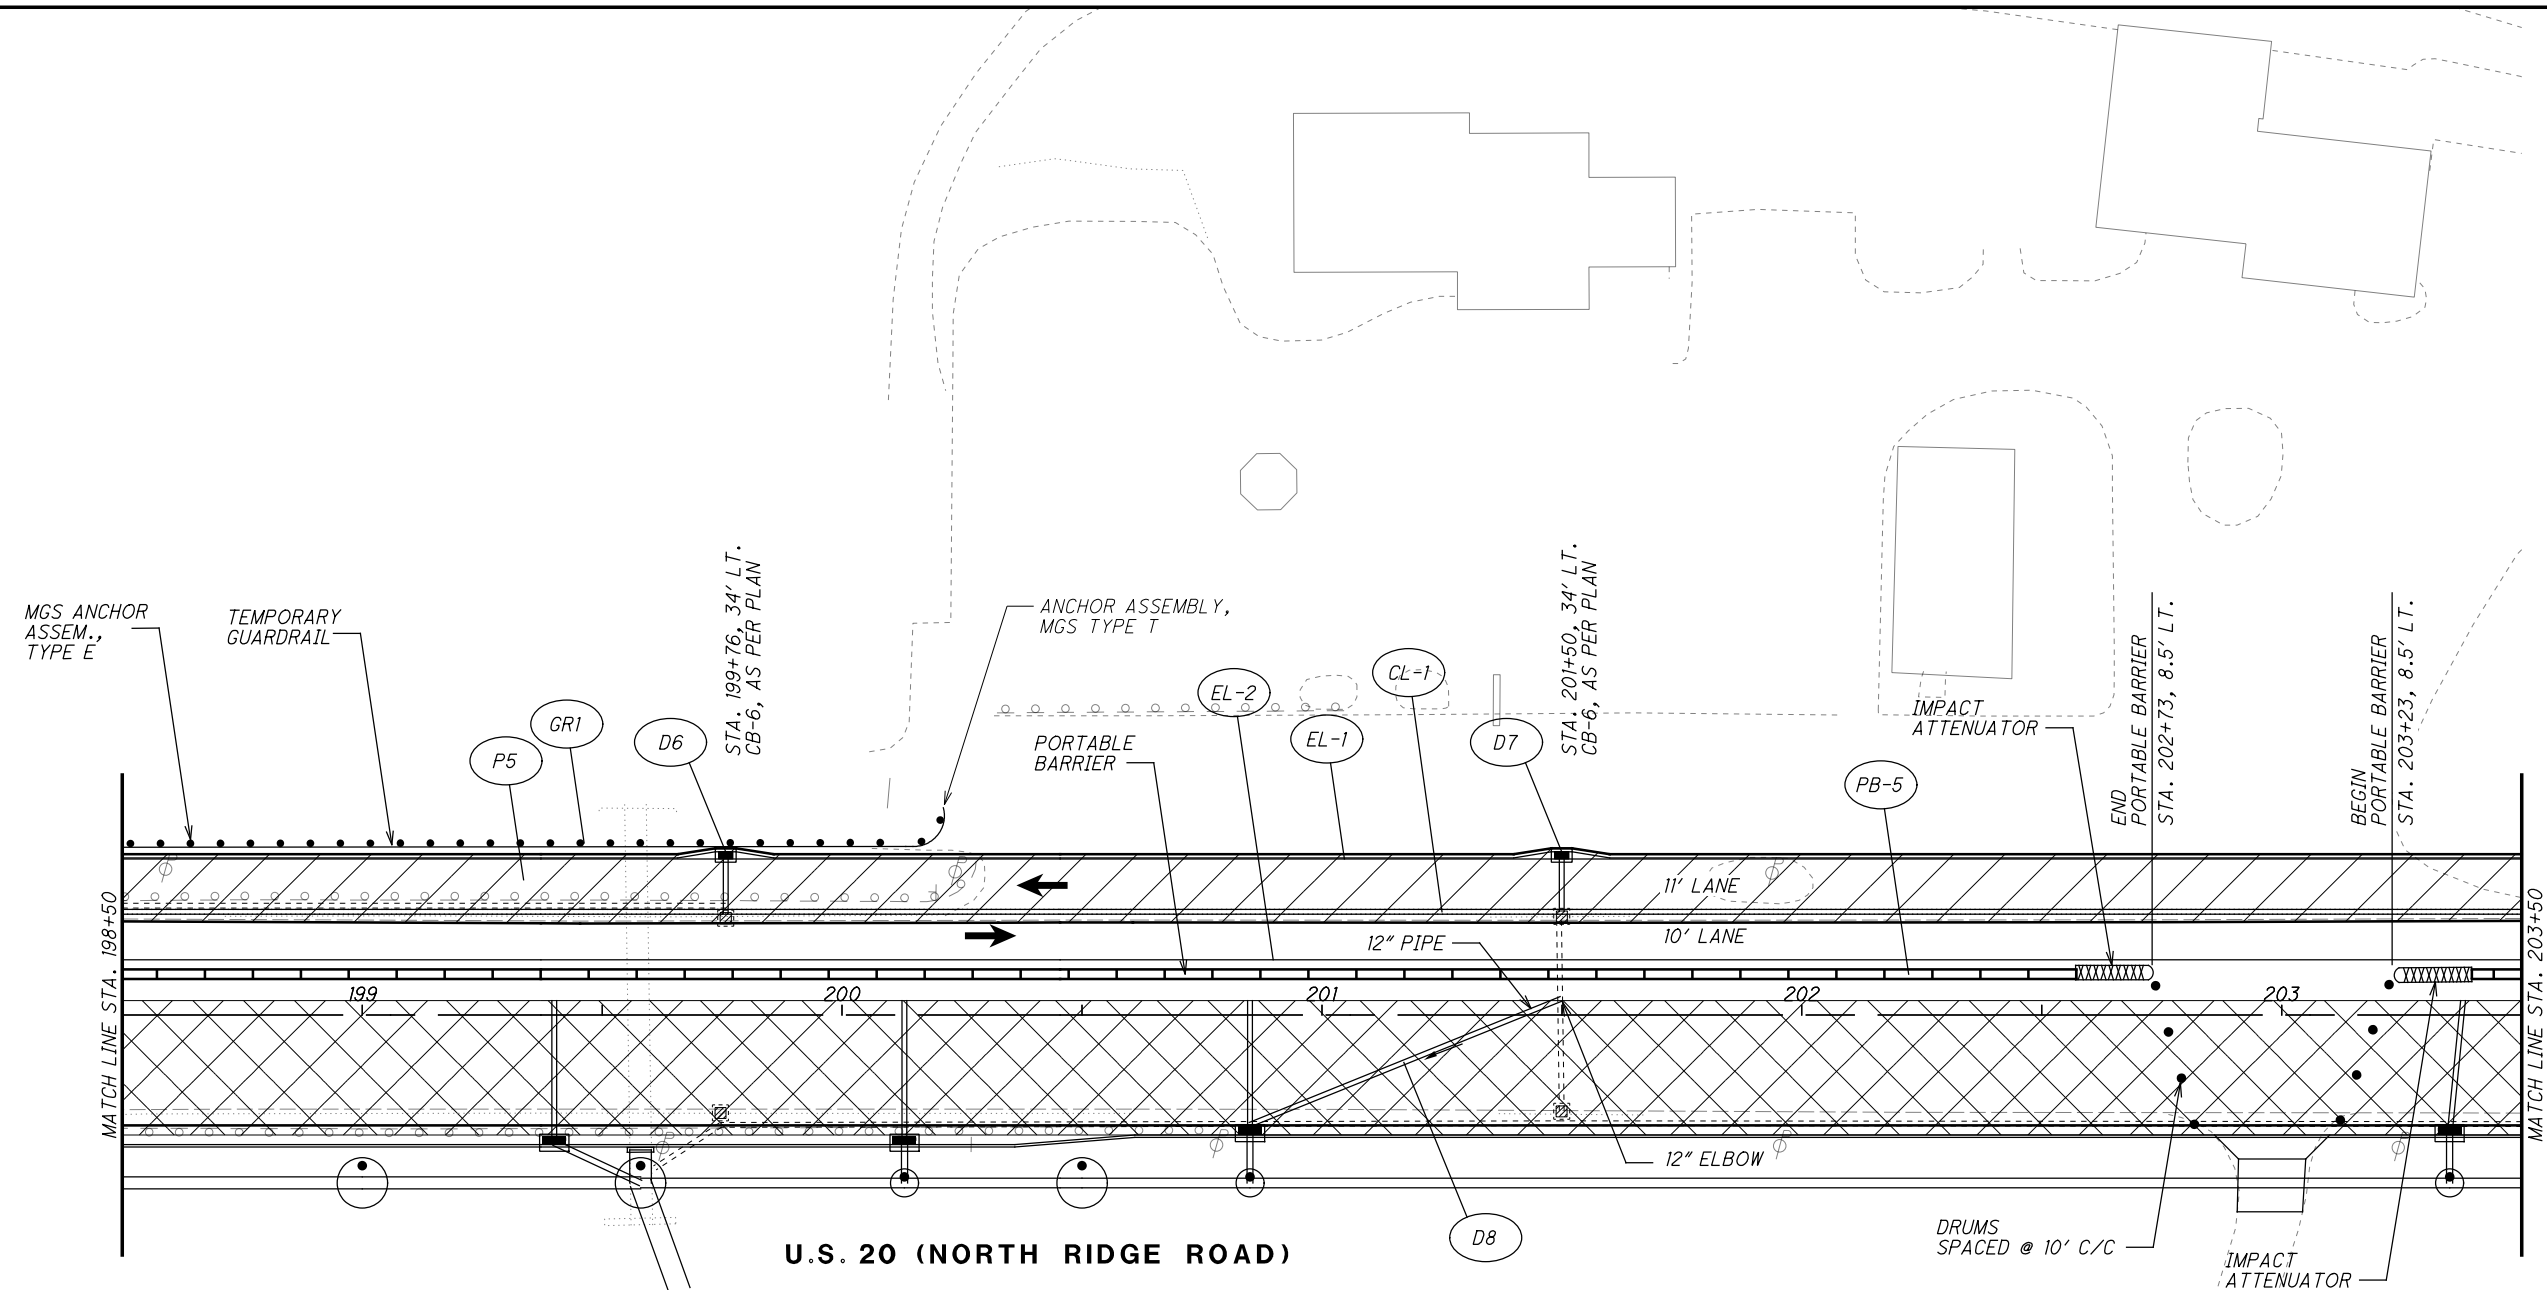 MGS ANCHOR
ASSEM.,
TYPE E
TEMPORARY
GUARDRAIL
P5
GR1
D6
STA. 199+76, 34' LT.
CB-6, AS PER PLAN
ANCHOR ASSEMBLY,
MGS TYPE T
PORTABLE
BARRIER
EL-2
EL-1
CL-1
D7
STA. 201+50, 34' LT.
CB-6, AS PER PLAN
PB-5
IMPACT
ATTENUATOR
END
PORTABLE BARRIER
STA. 202+73, 8.5' LT.
BEGIN
PORTABLE BARRIER
STA. 203+23, 8.5' LT.
MATCH LINE STA. 198+50
11' LANE
10' LANE
12" PIPE
199
200
201
202
203
MATCH LINE STA. 203+50
12" ELBOW
D8
DRUMS
SPACED @ 10' C/C
IMPACT
ATTENUATOR
U.S. 20 (NORTH RIDGE ROAD)